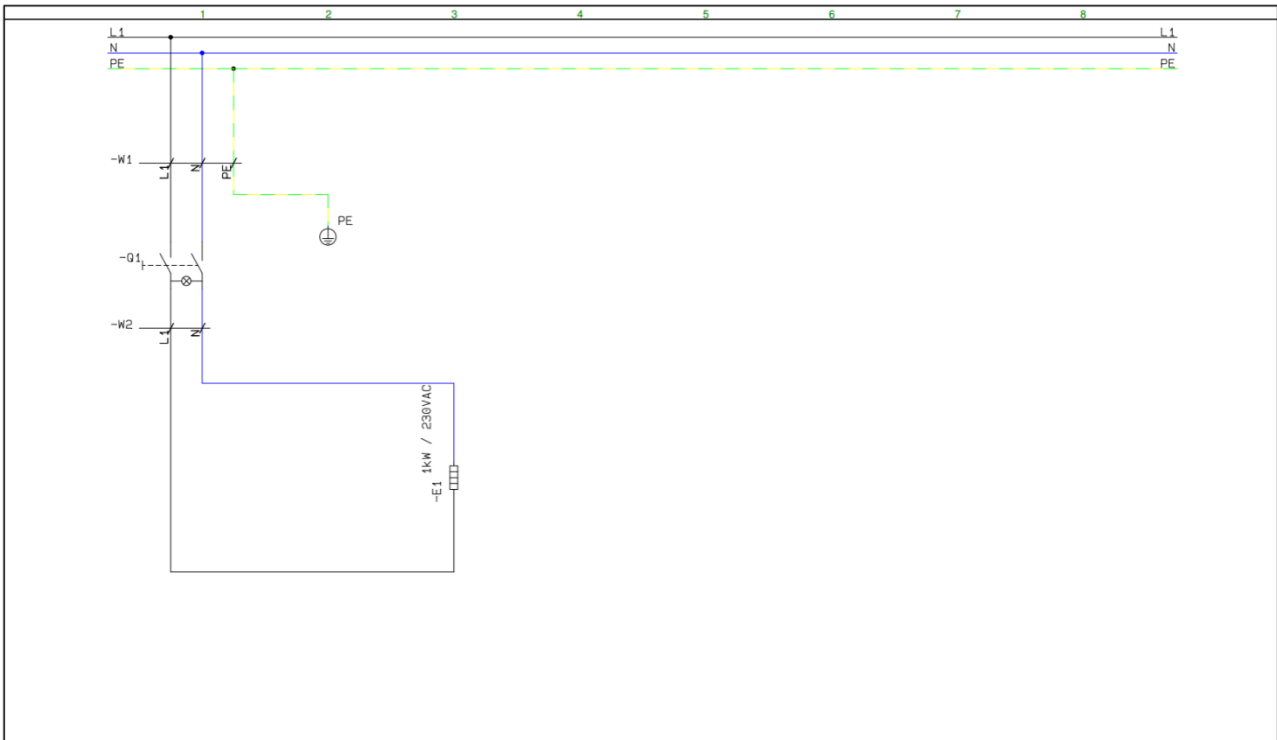 1 2 3 4 5 6 7 8
L1 L1
N N
PE PE
-W1
L1 N PE
PE
-Q1
-W2
L1 N
1kW / 230VAC
-E1